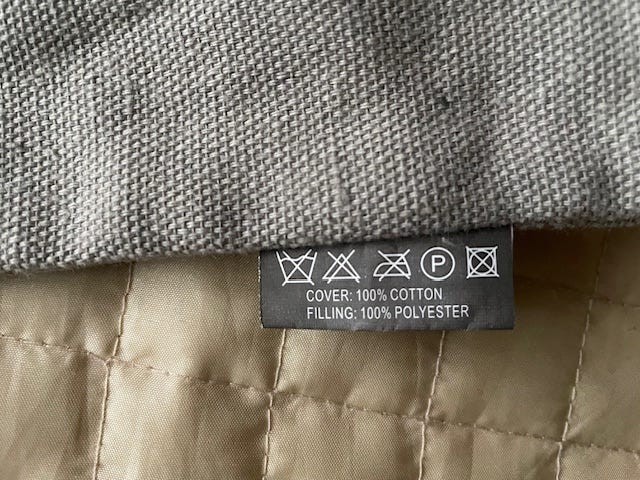 P
COVER: 100% COTTON
FILLING: 100% POLYESTER